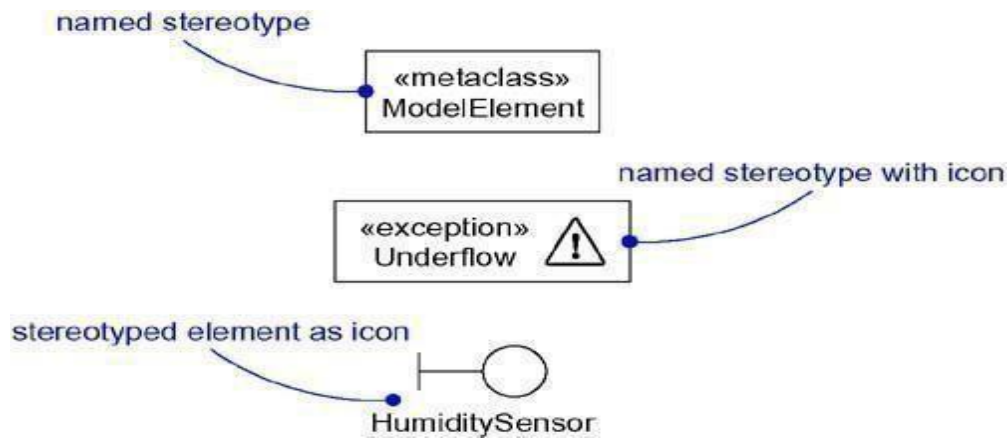 named stereotype
«metaclass»
ModelElement
named stereotype with icon
«exception»
Underflow
!
stereotyped element as icon
HumiditySensor